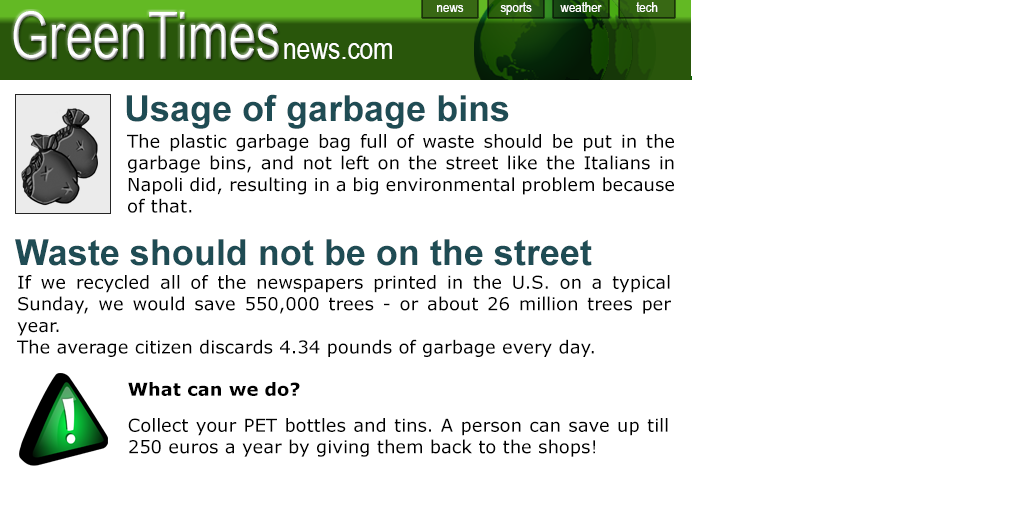 news sports weather tech
GreenTimesnews.com
Usage of garbage bins
The plastic garbage bag full of waste should be put in the
garbage bins, and not left on the street like the Italians in
Napoli did, resulting in a big environmental problem because
of that.
Waste should not be on the street
If we recycled all of the newspapers printed in the U.S. on a typical
Sunday, we would save 550,000 trees - or about 26 million trees per
year.
The average citizen discards 4.34 pounds of garbage every day.
What can we do?
Collect your PET bottles and tins. A person can save up till
250 euros a year by giving them back to the shops!